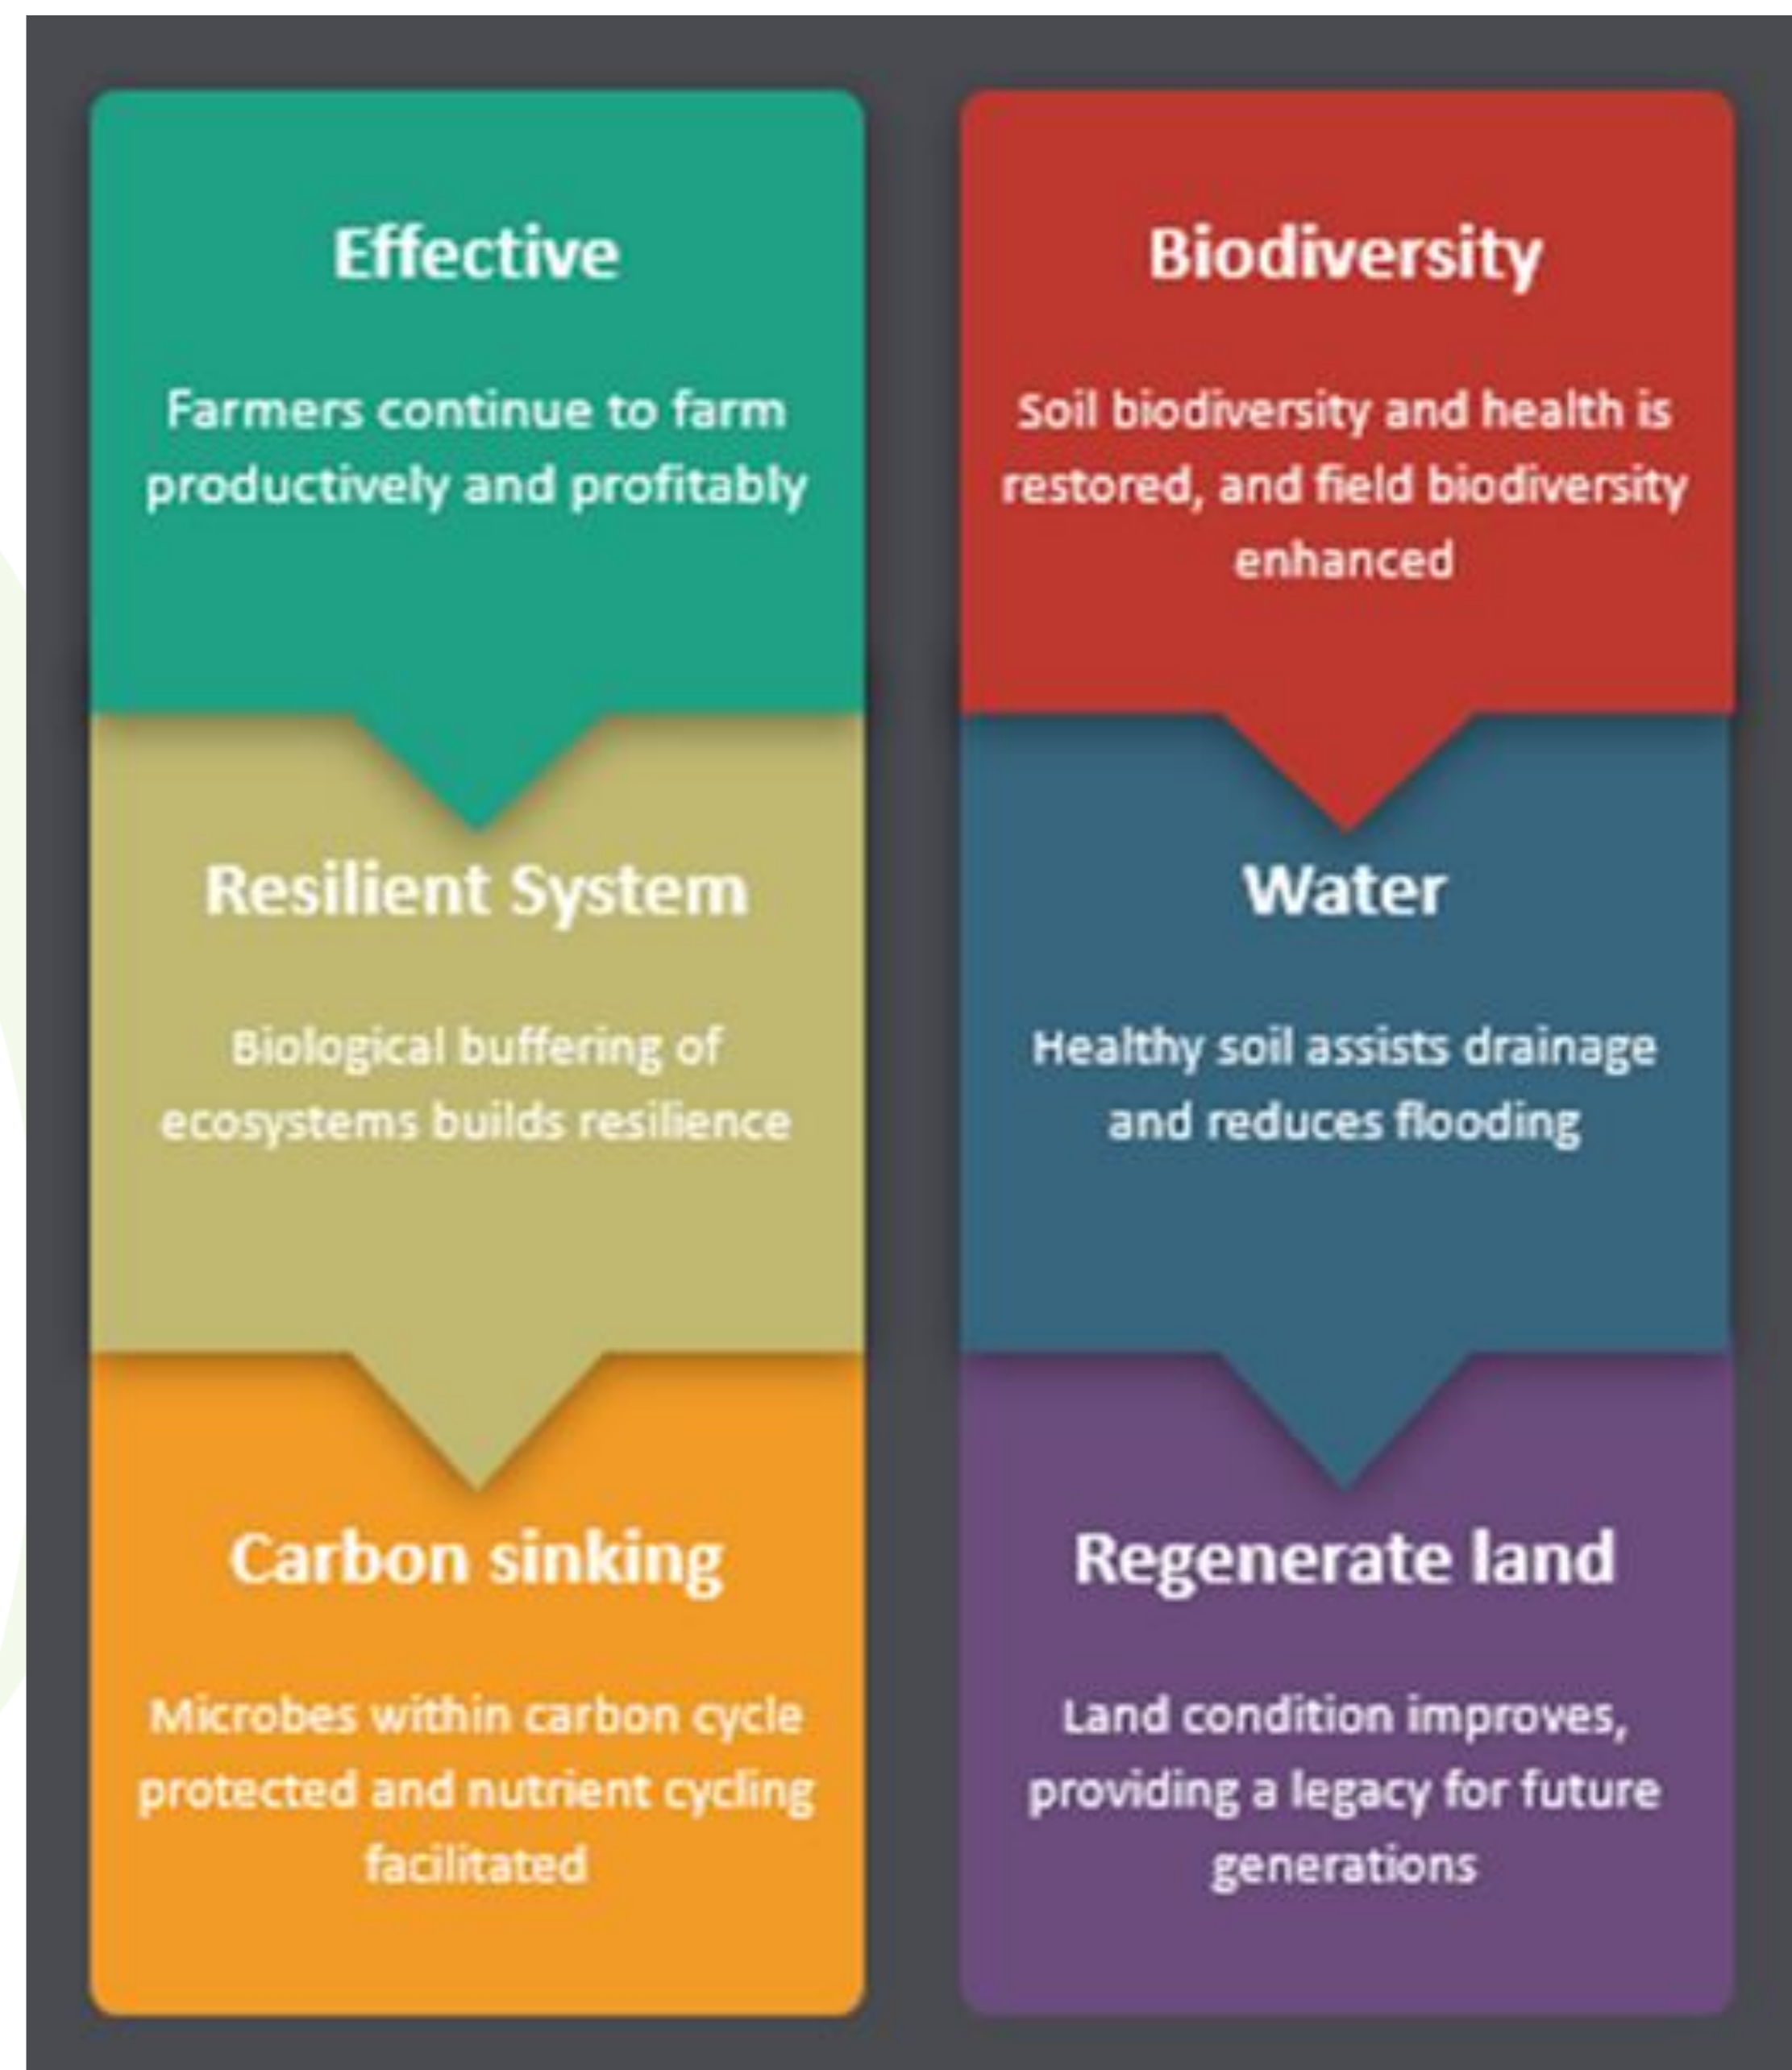 Effective
Farmers continue to farm
productively and profitably
Resilient System
Biological buffering of
ecosystems builds resilience
Carbon sinking
Microbes within carbon cycle
protected and nutrient cycling
facilitated
Biodiversity
Soil biodiversity and health is
restored, and field biodiversity
enhanced
Water
Healthy soil assists drainage
and reduces flooding
Regenerate land
Land condition improves,
providing a legacy for future
generations